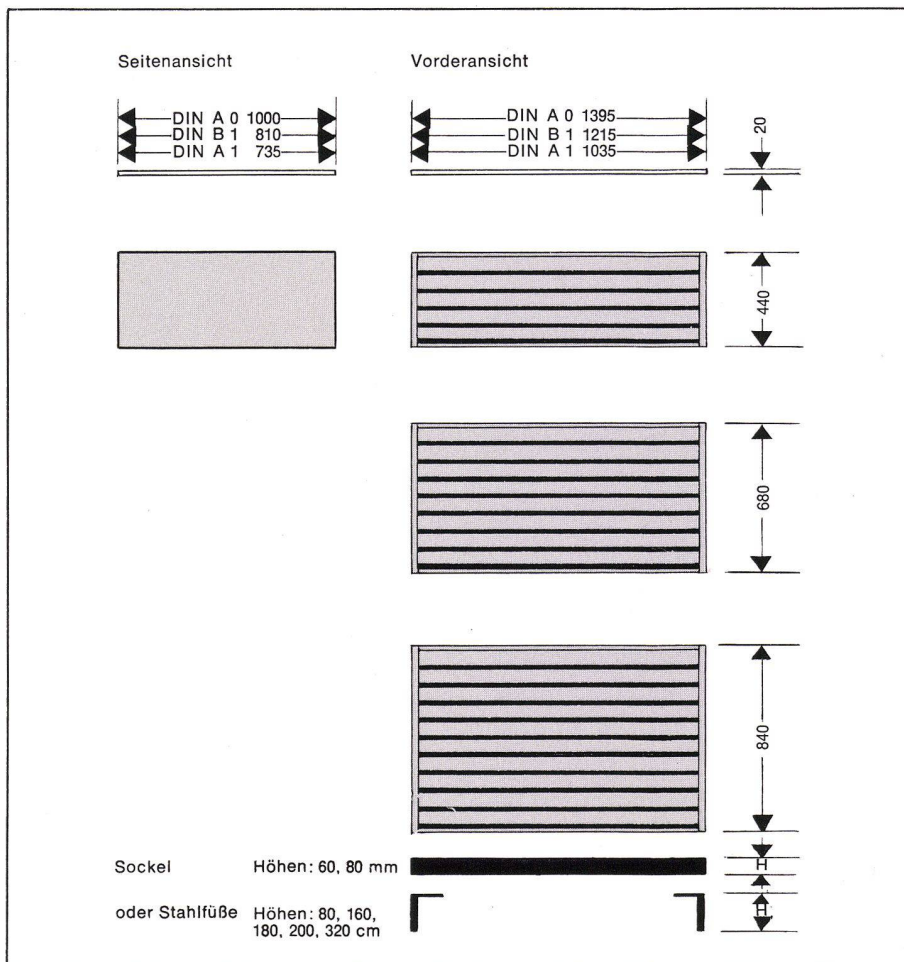 Seitenansicht
Vorderansicht
DIN A 0 1000
DIN B 1 810
DIN A 1 735
DIN A 0 1395
DIN B 1 1215
DIN A 1 1035
20
440
680
840
Sockel Höhen: 60, 80 mm
H
oder Stahlfüße Höhen: 80, 160,
180, 200, 320 cm
H